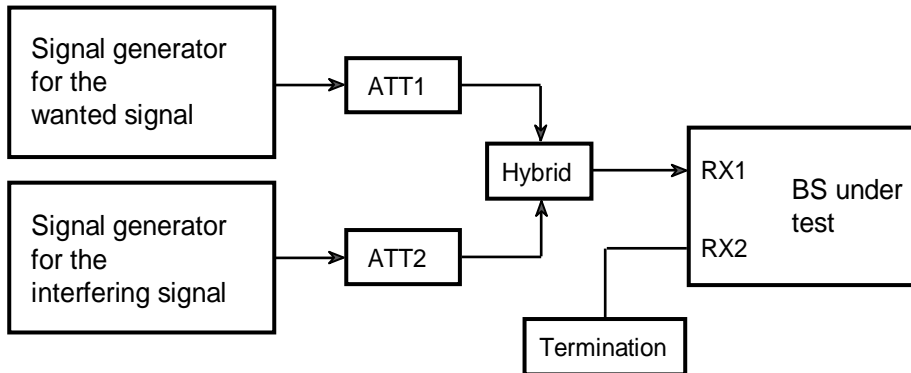 Signal generator
for the
wanted signal
ATT1
Hybrid
RX1
BS under
test
RX2
Signal generator
for the
interfering signal
ATT2
Termination